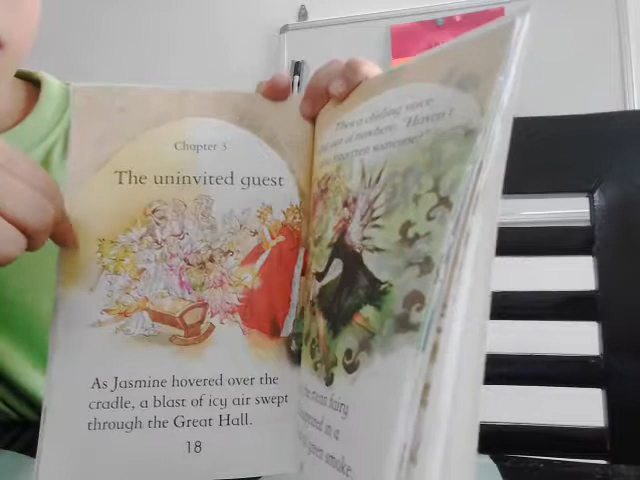 Chapter 3
The uninvited guest
As Jasmine hovered over the
cradle, a blast of icy air swept
through the Great Hall.
18
Then a chilling voice
out of nowhere. "Haven't
forgotten someone?"
fairy
in a
green smoke.